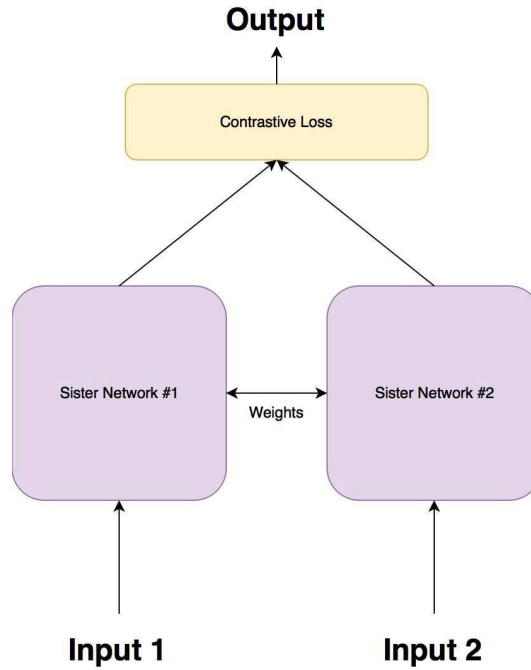 Output
Contrastive Loss
Sister Network #1
Sister Network #2
Weights
Input 1
Input 2